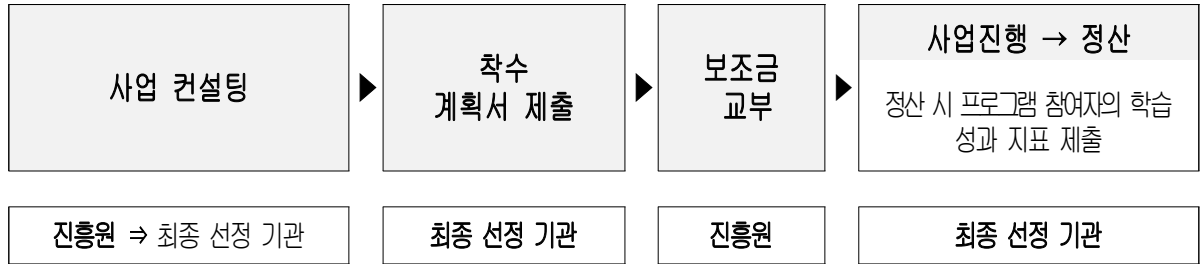 사업 컨설팅
▶
착수
계획서 제출
▶
보조금
교부
▶
사업진행 → 정산
정산 시 프로그램 참여자의 학습
성과 지표 제출
진흥원 ⇒ 최종 선정 기관
최종 선정 기관
진흥원
최종 선정 기관